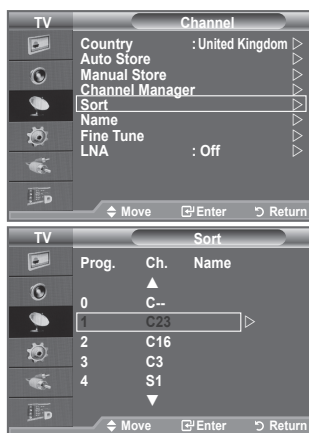 TV Channel
Country : United Kingdom ▷
Auto Store ▷
Manual Store ▷
Channel Manager ▷
Sort ▷
Name ▷
Fine Tune ▷
LNA : Off ▷
Move Enter Return
TV Sort
Prog. Ch. Name
▲
0 C--
1 C23 ▷
2 C16
3 C3
4 S1
▼
Move Enter Return